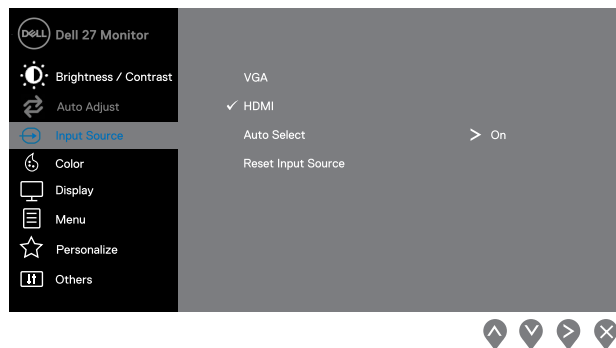 DELL Dell 27 Monitor
Brightness / Contrast
VGA
Auto Adjust
HDMI
Input Source
Auto Select
On
Color
Reset Input Source
Display
Menu
Personalize
Others